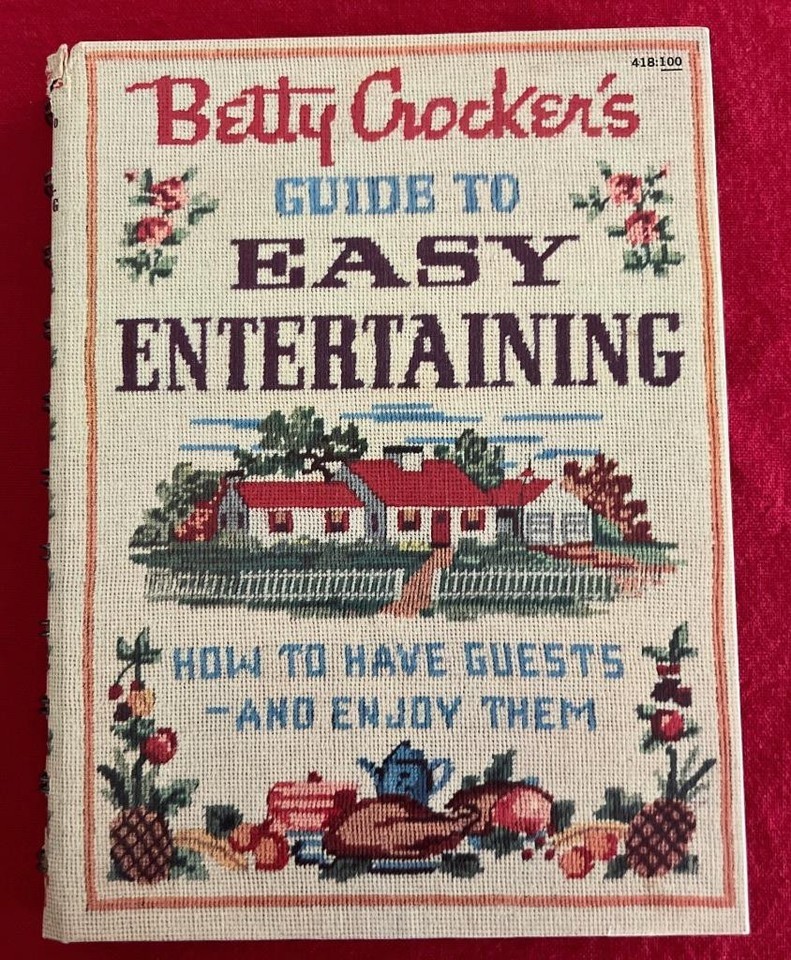 418:100
Betty Crocker's
GUIDE TO
EASY
ENTERTAINING
HOW TO HAVE GUESTS
—AND ENJOY THEM